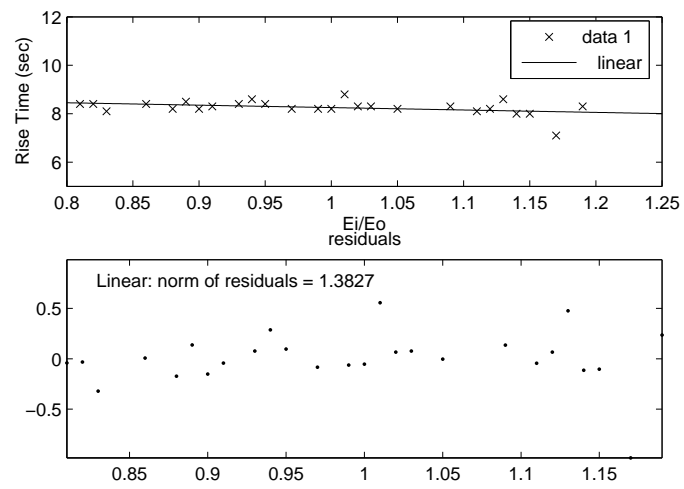 12
10
8
6
Rise Time (sec)
data 1
linear
0.8 0.85 0.9 0.95 1 1.05 1.1 1.15 1.2 1.25
Ei/Eo
residuals
Linear: norm of residuals = 1.3827
0.5
0
−0.5
0.85 0.9 0.95 1 1.05 1.1 1.15